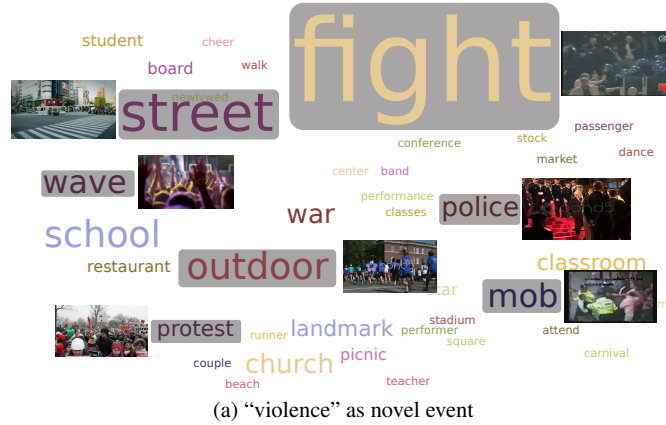 student
cheer
fight
board
walk
newlywed
street
passenger
stock
conference
market
dance
center
band
wave
performance
classes
war
police
school
restaurant
outdoor
classroom
star
mob
protest
runner
landmark
stadium
performer
square
attend
couple
church
picnic
carnival
beach
teacher
(a) "violence" as novel event